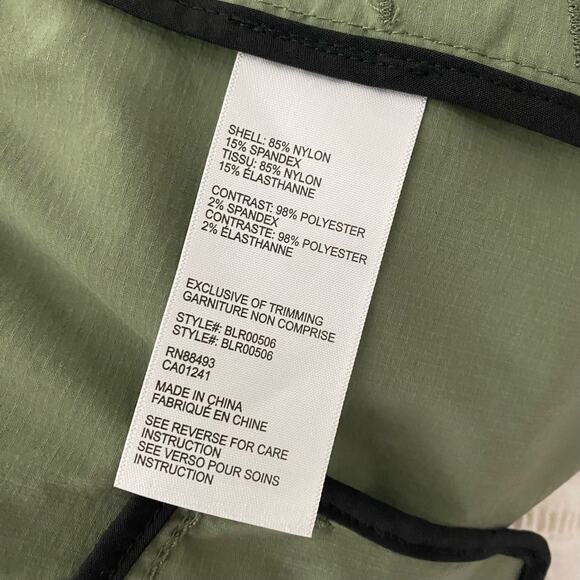 SHELL: 85% NYLON
15% SPANDEX
TISSU: 85% NYLON
15% ÉLASTHANNE
CONTRAST: 98% POLYESTER
2% SPANDEX
CONTRASTE: 98% POLYESTER
2% ÉLASTHANNE
EXCLUSIVE OF TRIMMING
GARNITURE NON COMPRISE
STYLE#: BLR00506
STYLE#: BLR00506
RN88493
CA01241
MADE IN CHINA
FABRIQUÉ EN CHINE
SEE REVERSE FOR CARE
INSTRUCTION
SEE VERSO POUR SOINS
INSTRUCTION